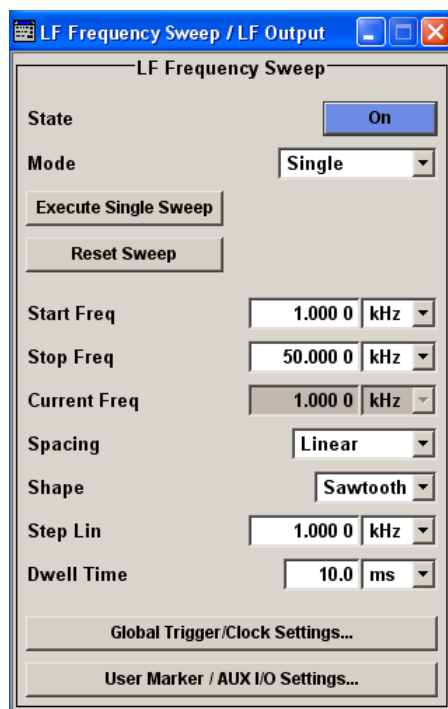 LF Frequency Sweep / LF Output
LF Frequency Sweep
State On
Mode Single
Execute Single Sweep
Reset Sweep
Start Freq 1.000 0 kHz
Stop Freq 50.000 0 kHz
Current Freq 1.000 0 kHz
Spacing Linear
Shape Sawtooth
Step Lin 1.000 0 kHz
Dwell Time 10.0 ms
Global Trigger/Clock Settings...
User Marker / AUX I/O Settings...